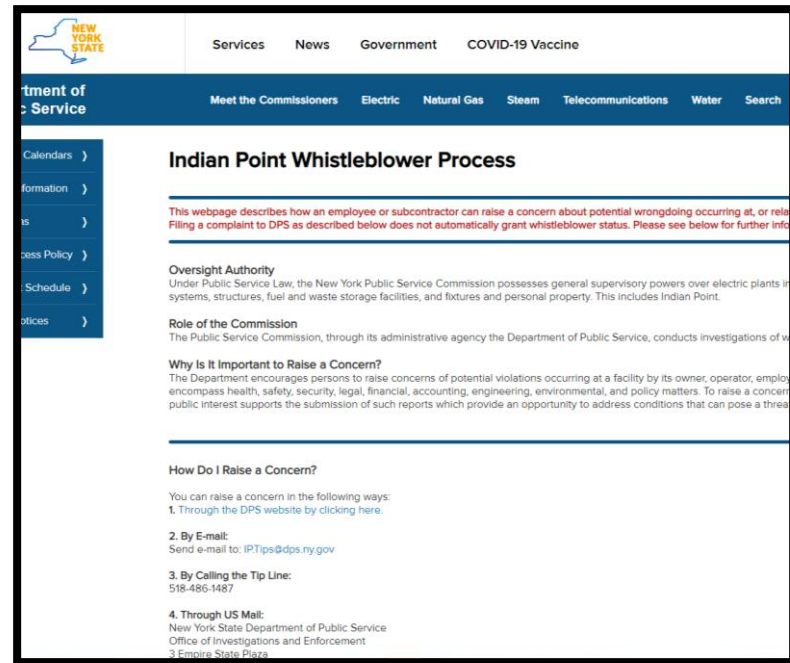 NEW
YORK
STATE
Services News Government COVID-19 Vaccine
tment of
Service
Meet the Commissioners Electric Natural Gas Steam Telecommunications Water Search
Calendars
formation
ns
cess Policy
Schedule
otices
Indian Point Whistleblower Process
This webpage describes how an employee or subcontractor can raise a concern about potential wrongdoing occurring at, or rela
Filing a complaint to DPS as described below does not automatically grant whistleblower status. Please see below for further info
Oversight Authority
Under Public Service Law, the New York Public Service Commission possesses general supervisory powers over electric plants in
systems, structures, fuel and waste storage facilities, and fixtures and personal property. This includes Indian Point.
Role of the Commission
The Public Service Commission, through its administrative agency the Department of Public Service, conducts investigations of w
Why Is It Important to Raise a Concern?
The Department encourages persons to raise concerns of potential violations occurring at a facility by its owner, operator, employ
encompass health, safety, security, legal, financial, accounting, engineering, environmental, and policy matters. To raise a concern
public interest supports the submission of such reports which provide an opportunity to address conditions that can pose a threa
How Do I Raise a Concern?
You can raise a concern in the following ways:
1. Through the DPS website by clicking here.
2. By E-mail:
Send e-mail to: IP.Tips@dps.ny.gov
3. By Calling the Tip Line:
518-486-1487
4. Through US Mail:
New York State Department of Public Service
Office of Investigations and Enforcement
3 Empire State Plaza